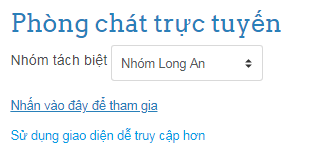 Phòng chát trực tuyến
Nhóm tách biệt Nhóm Long An
Nhấn vào đây để tham gia
Sử dụng giao diện dễ truy cập hơn